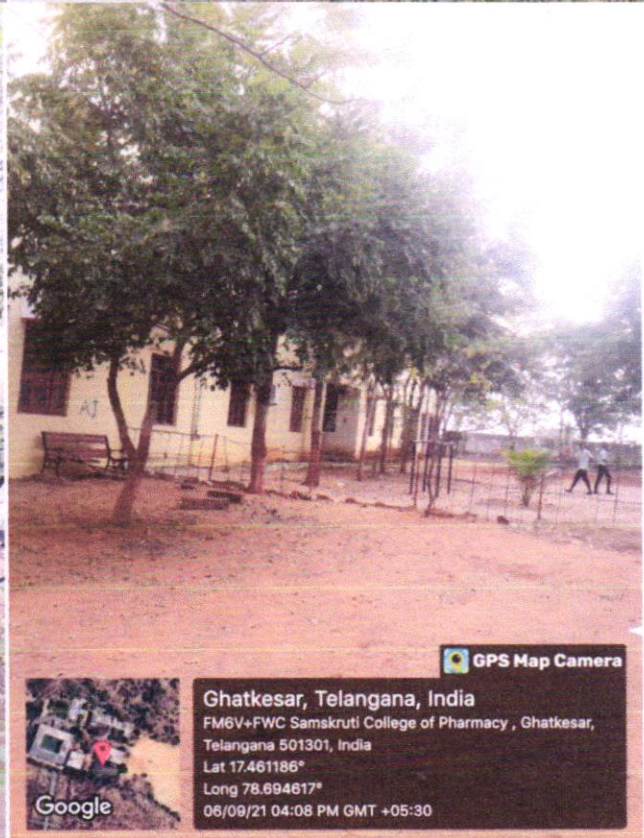 AJ
GPS Map Camera
Ghatkesar, Telangana, India
FM6V+FWC Samskruti College of Pharmacy , Ghatkesar,
Telangana 501301, India
Lat 17.461186°
Long 78.694617°
06/09/21 04:08 PM GMT +05:30
Google